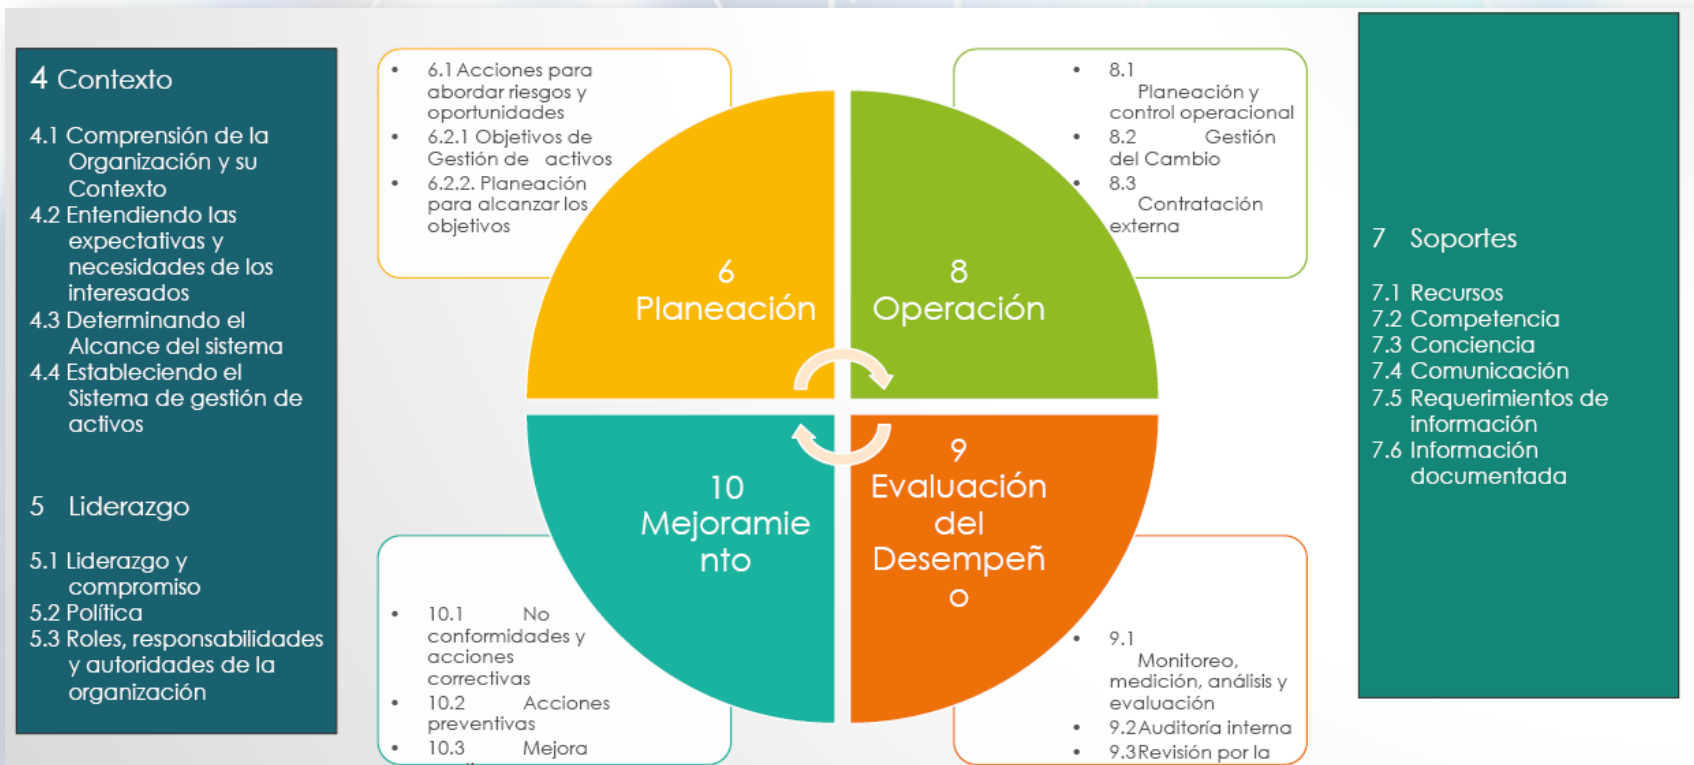 4 Contexto
4.1 Comprensión de la
Organización y su
Contexto
4.2 Entendiendo las
expectativas y
necesidades de los
interesados
4.3 Determinando el
Alcance del sistema
4.4 Estableciendo el
Sistema de gestión de
activos
5 Liderazgo
5.1 Liderazgo y
compromiso
5.2 Política
5.3 Roles, responsabilidades
y autoridades de la
organización
• 6.1 Acciones para
abordar riesgos y
oportunidades
• 6.2.1 Objetivos de
Gestión de activos
• 6.2.2. Planeación
para alcanzar los
objetivos
6
Planeación
• 8.1
Planeación y
control operacional
• 8.2 Gestión
del Cambio
• 8.3
Contratación
externa
8
Operación
10
Mejoramie
nto
• 10.1 No
conformidades y
acciones
correctivas
• 10.2 Acciones
preventivas
• 10.3 Mejora
9
Evaluación
del
Desempeñ
o
• 9.1
Monitoreo,
medición, análisis y
evaluación
• 9.2Auditoría interna
• 9.3Revisión por la
7 Soportes
7.1 Recursos
7.2 Competencia
7.3 Conciencia
7.4 Comunicación
7.5 Requerimientos de
información
7.6 Información
documentada